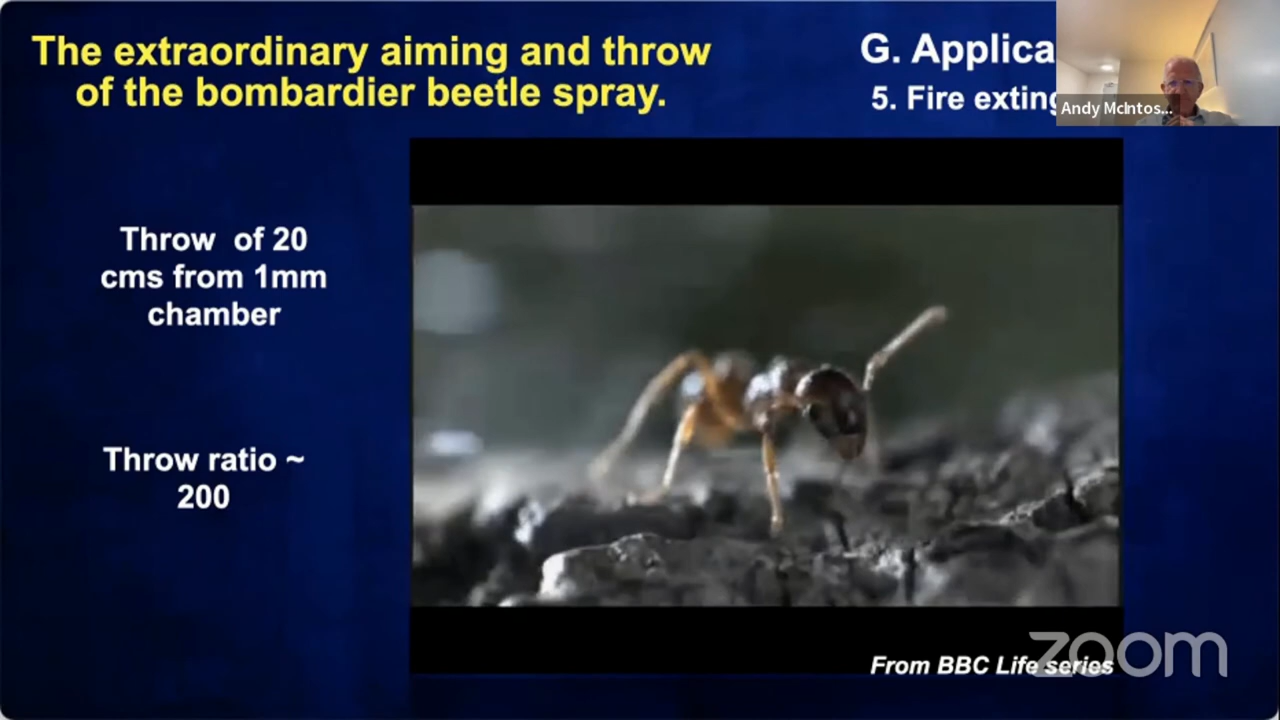 The extraordinary aiming and throw
of the bombardier beetle spray.
G. Applica
5. Fire exting
Andy McIntos...
Throw of 20
cms from 1mm
chamber
Throw ratio ~
200
From BBC Life series
zoom